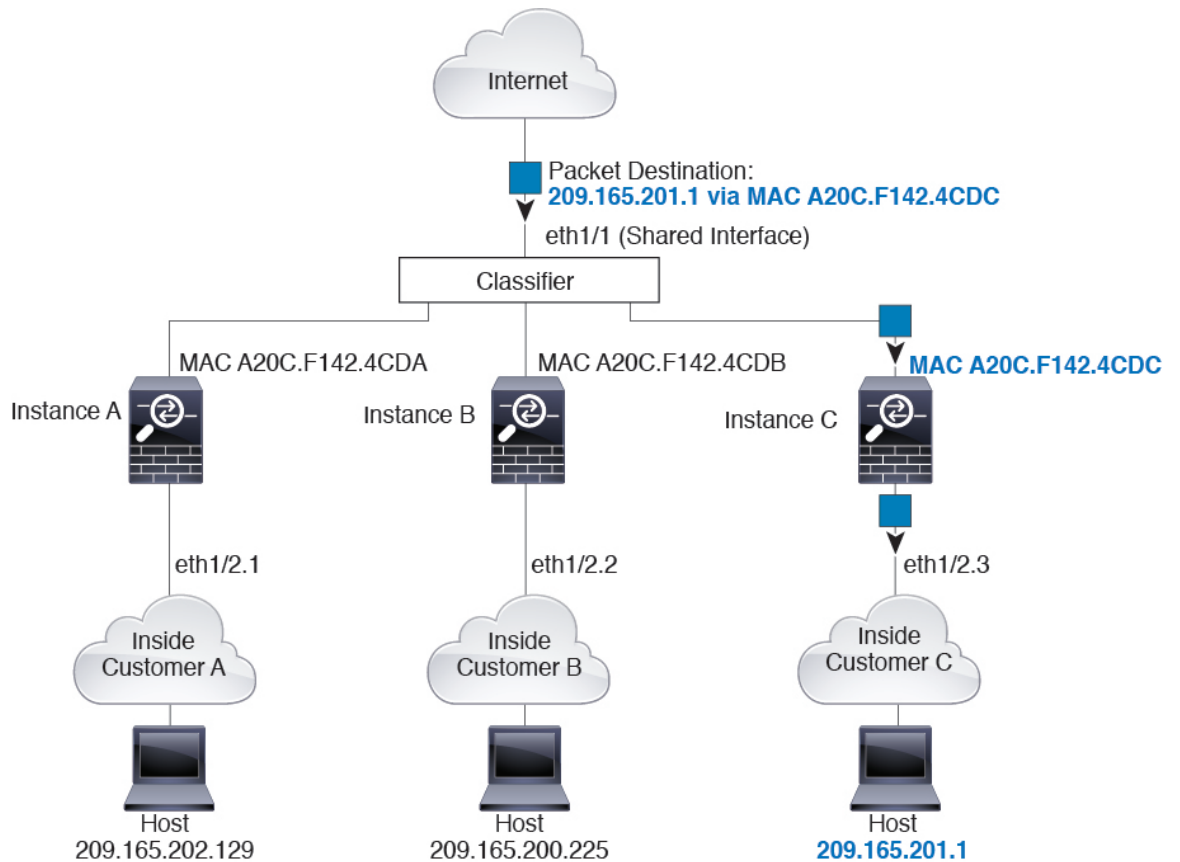 Internet
Packet Destination:
209.165.201.1 via MAC A20C.F142.4CDC
eth1/1 (Shared Interface)
Classifier
MAC A20C.F142.4CDA
MAC A20C.F142.4CDB
MAC A20C.F142.4CDC
Instance A
Instance B
Instance C
eth1/2.1
eth1/2.2
eth1/2.3
Inside
Customer A
Inside
Customer B
Inside
Customer C
Host
209.165.202.129
Host
209.165.200.225
Host
209.165.201.1